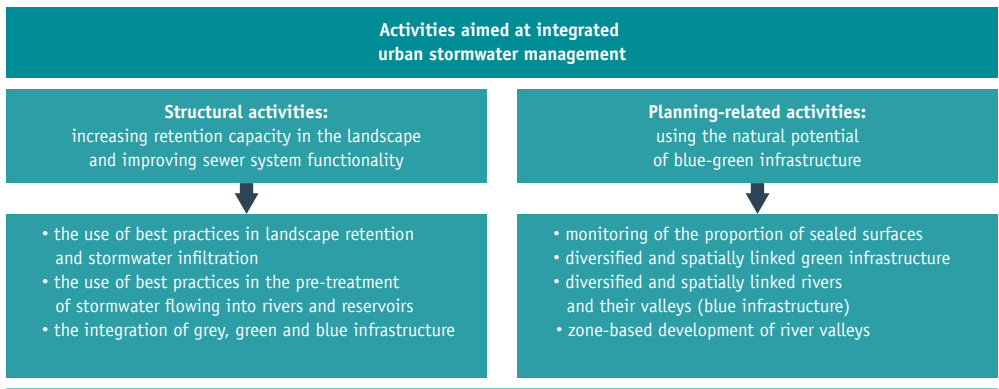 Activities aimed at integrated
urban stormwater management
Structural activities:
increasing retention capacity in the landscape
and improving sewer system functionality
• the use of best practices in landscape retention
and stormwater infiltration
• the use of best practices in the pre-treatment
of stormwater flowing into rivers and reservoirs
• the integration of grey, green and blue infrastructure
Planning-related activities:
using the natural potential
of blue-green infrastructure
• monitoring of the proportion of sealed surfaces
• diversified and spatially linked green infrastructure
• diversified and spatially linked rivers
and their valleys (blue infrastructure)
• zone-based development of river valleys